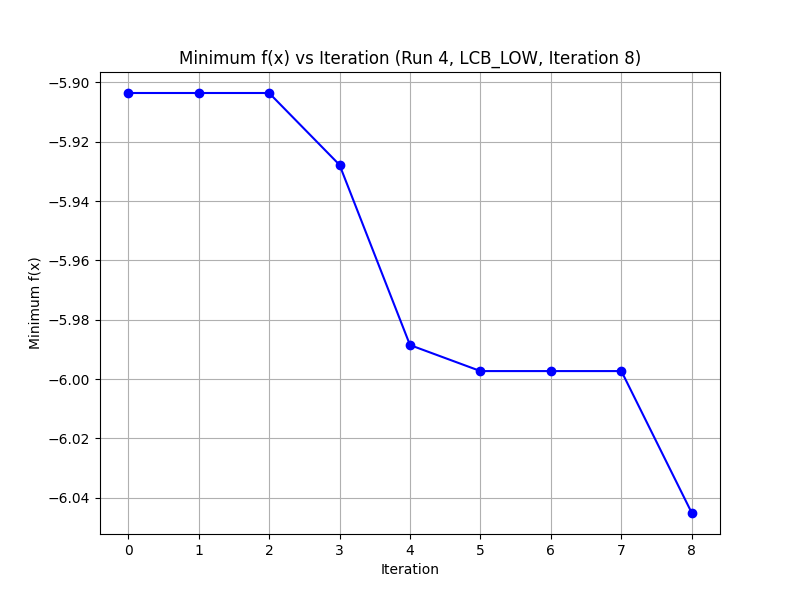 Minimum f(x) vs Iteration (Run 4, LCB_LOW, Iteration 8)
Minimum f(x)
−5.90
−5.92
−5.94
−5.96
−5.98
−6.00
−6.02
−6.04
0 1 2 3 4 5 6 7 8
Iteration